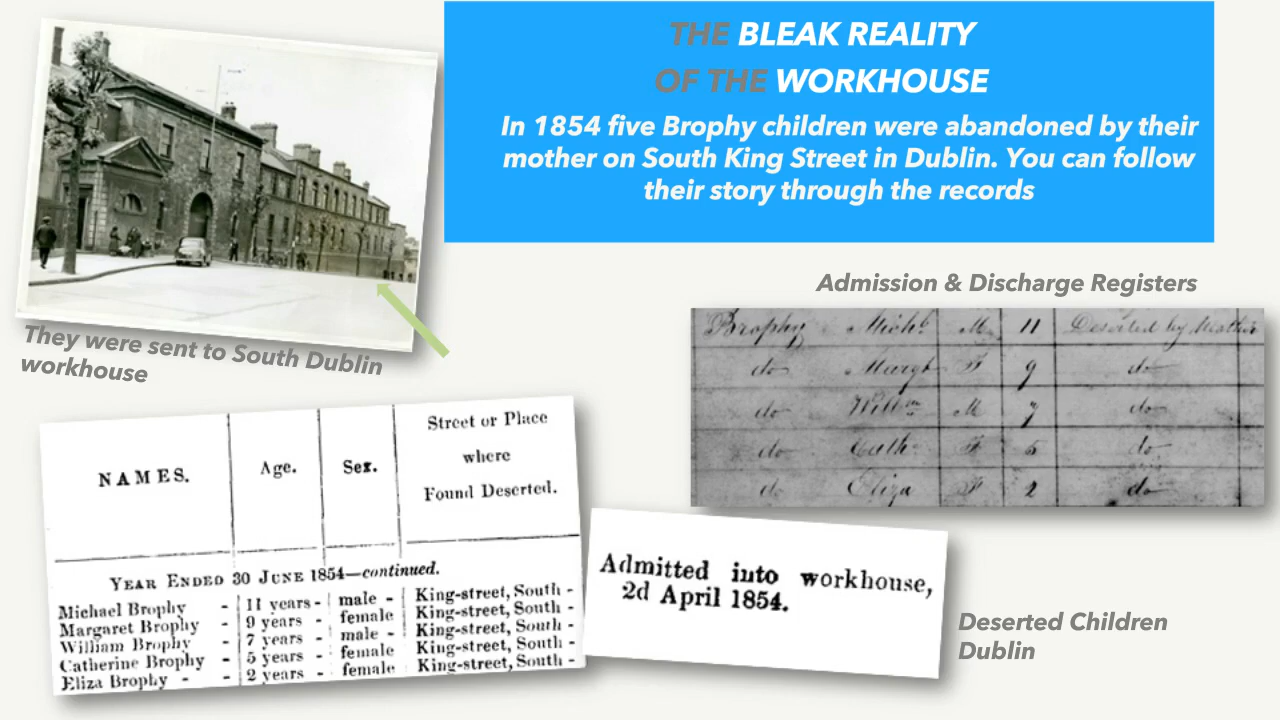 THE BLEAK REALITY
OF THE WORKHOUSE
In 1854 five Brophy children were abandoned by their
mother on South King Street in Dublin. You can follow
their story through the records
They were sent to South Dublin
workhouse
Admission & Discharge Registers
Brophy Michl. M 11 Deserted by Mother
do Margt F 9 do
do Willm M 7 do
do Cath F 5 do
do Eliza F 2 do
NAMES. Age. Sex. Street or Place
where
Found Deserted.
YEAR ENDED 30 JUNE 1854—continued.
Michael Brophy - 11 years - male - King-street, South -
Margaret Brophy - 9 years - female King-street, South -
William Brophy - 7 years - male - King-street, South -
Catherine Brophy - 5 years - female King-street, South -
Eliza Brophy - - 2 years - female King-street, South -
Admitted into workhouse,
2d April 1854.
Deserted Children
Dublin